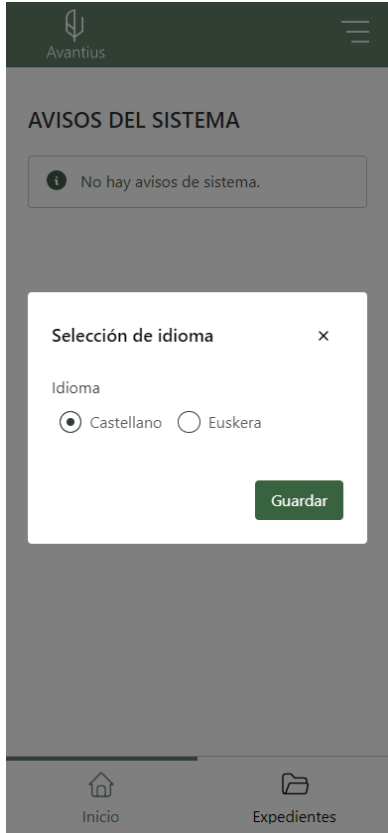 Avantius
AVISOS DEL SISTEMA
No hay avisos de sistema.
Selección de idioma
Idioma
Castellano Euskera
Guardar
Inicio Expedientes